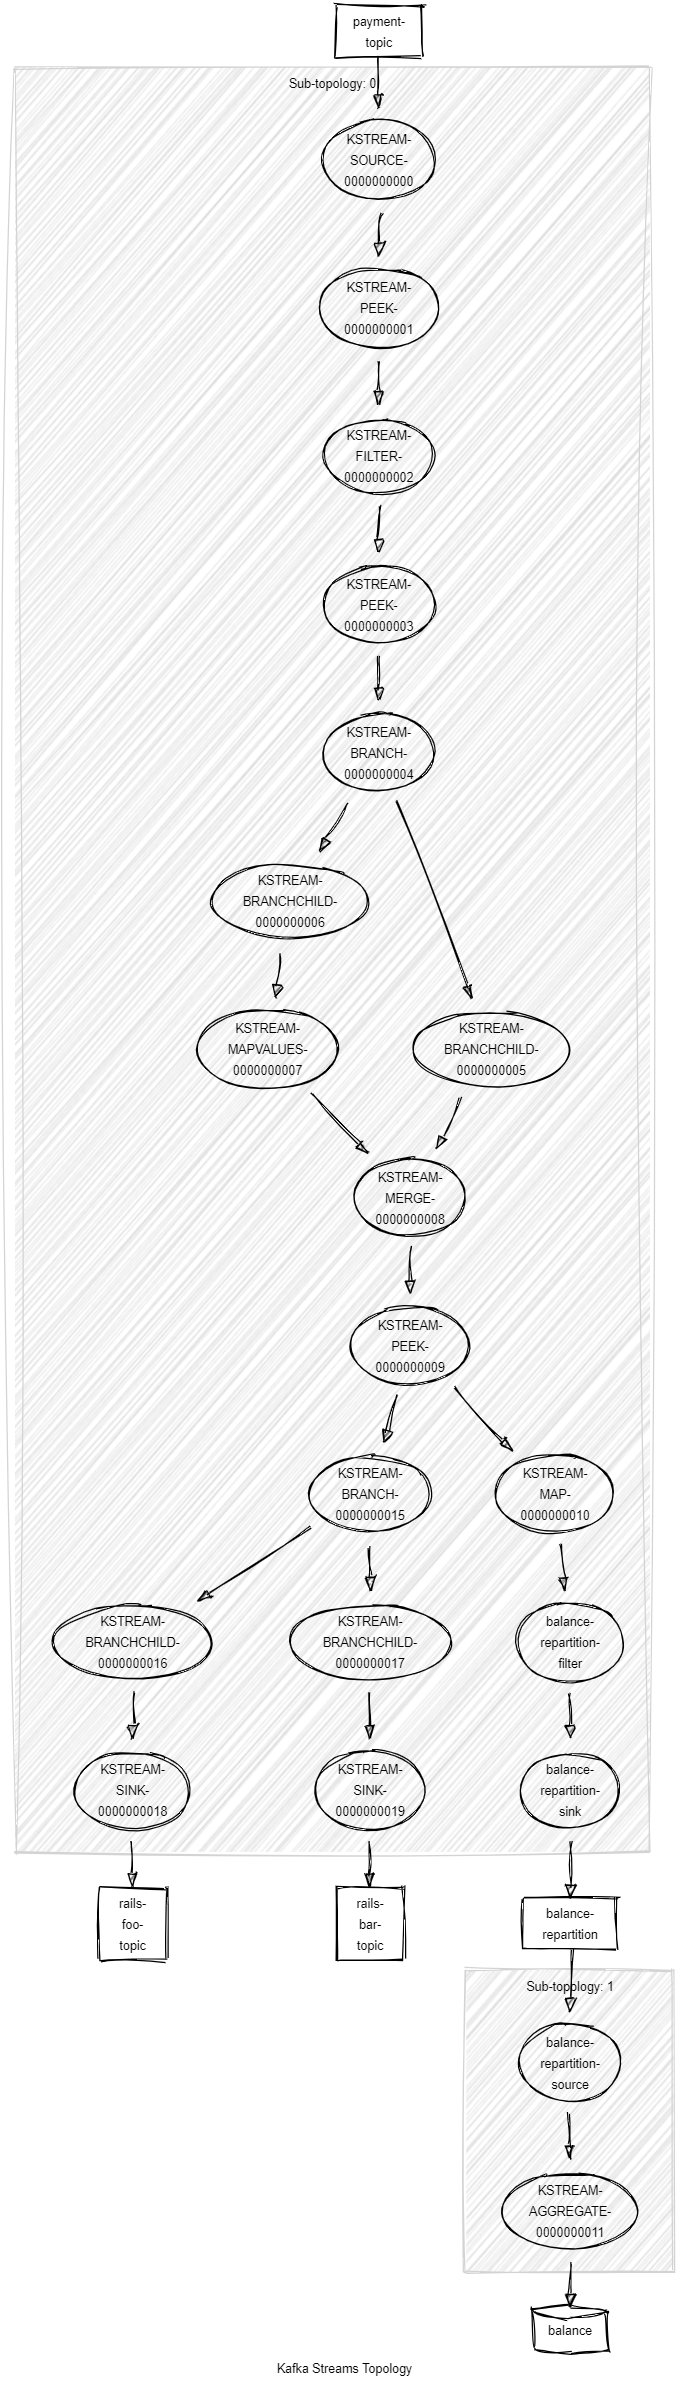 payment-
topic
Sub-topology: 0
KSTREAM-
SOURCE-
0000000000
KSTREAM-
PEEK-
0000000001
KSTREAM-
FILTER-
0000000002
KSTREAM-
PEEK-
0000000003
KSTREAM-
BRANCH-
0000000004
KSTREAM-
BRANCHCHILD-
0000000006
KSTREAM-
MAPVALUES-
0000000007
KSTREAM-
BRANCHCHILD-
0000000005
KSTREAM-
MERGE-
0000000008
KSTREAM-
PEEK-
0000000009
KSTREAM-
BRANCH-
0000000015
KSTREAM-
MAP-
0000000010
KSTREAM-
BRANCHCHILD-
0000000016
KSTREAM-
BRANCHCHILD-
0000000017
balance-
repartition-
filter
KSTREAM-
SINK-
0000000018
KSTREAM-
SINK-
0000000019
balance-
repartition-
sink
rails-
foo-
topic
rails-
bar-
topic
balance-
repartition
Sub-topology: 1
balance-
repartition-
source
KSTREAM-
AGGREGATE-
0000000011
balance
Kafka Streams Topology